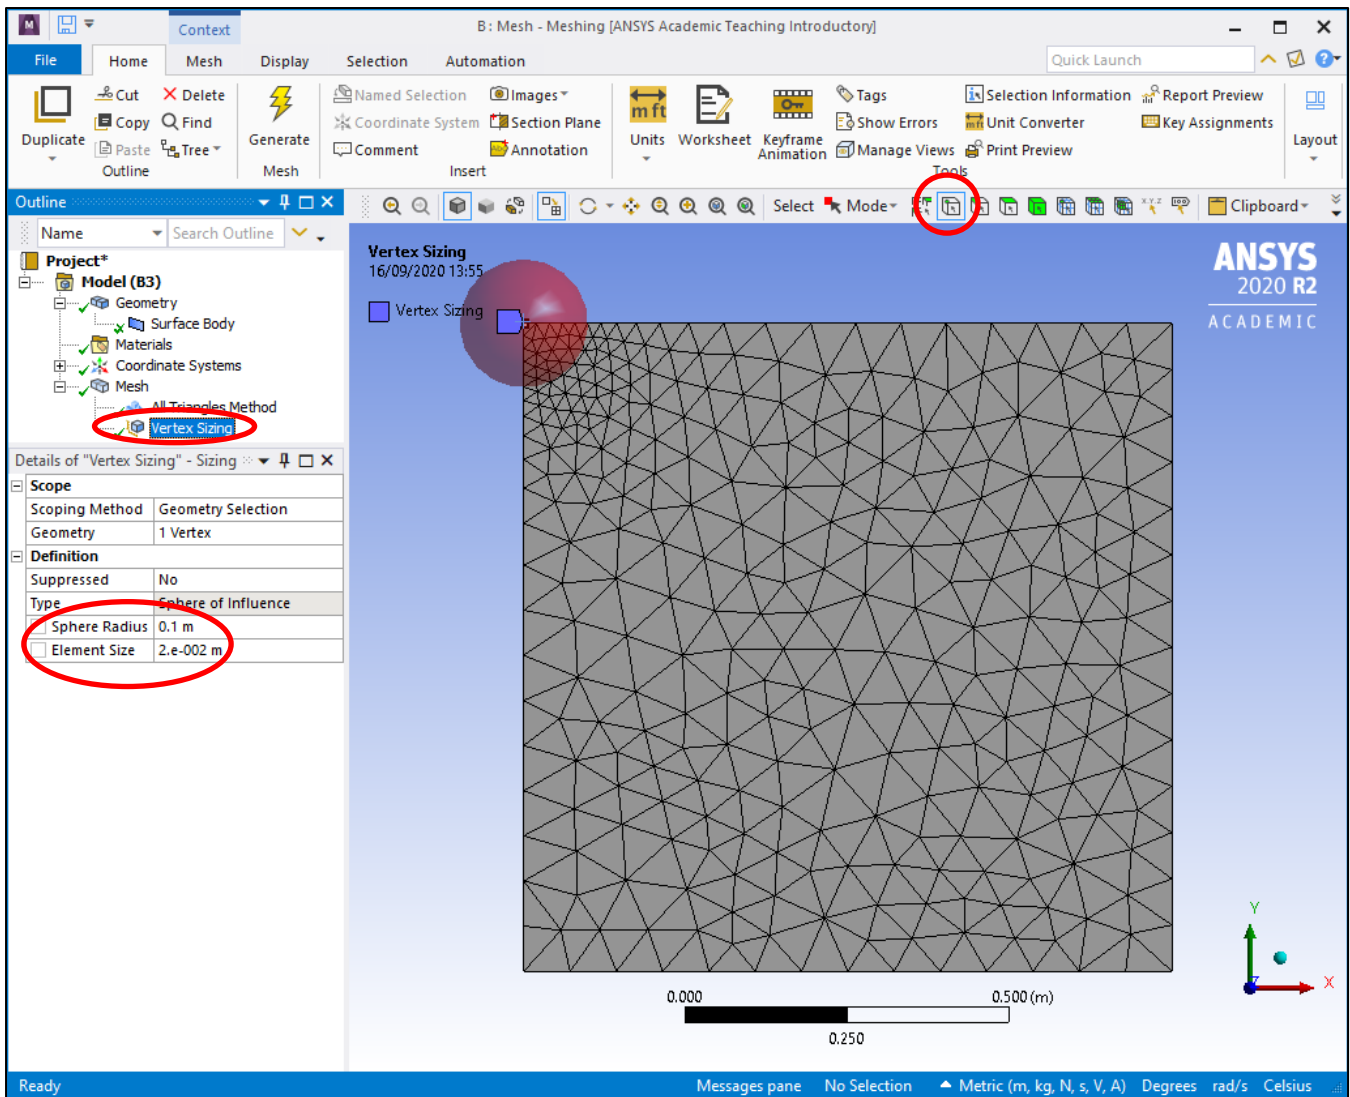 M
Context
B : Mesh - Meshing [ANSYS Academic Teaching Introductory]
File Home Mesh Display Selection Automation Quick Launch
Duplicate
Cut
Copy
Paste
Delete
Find
Tree
Outline
Generate
Mesh
Named Selection
Coordinate System
Comment
Images
Section Plane
Annotation
Insert
m ft
Units
Worksheet
Keyframe
Animation
Tags
Show Errors
Manage Views
Selection Information
Unit Converter
Print Preview
Report Preview
Key Assignments
Tools
Layout
Outline
Name Search Outline
Select Mode Clipboard
Project*
Model (B3)
Geometry
Surface Body
Materials
Coordinate Systems
Mesh
All Triangles Method
Vertex Sizing
Details of "Vertex Sizing" - Sizing
Scope
Scoping Method Geometry Selection
Geometry 1 Vertex
Definition
Suppressed No
Type Sphere of Influence
Sphere Radius 0.1 m
Element Size 2.e-002 m
Vertex Sizing
16/09/2020 13:55
Vertex Sizing
ANSYS
2020 R2
ACADEMIC
Y
Z
X
0.000 0.500 (m)
0.250
Ready Messages pane No Selection Metric (m, kg, N, s, V, A) Degrees rad/s Celsius